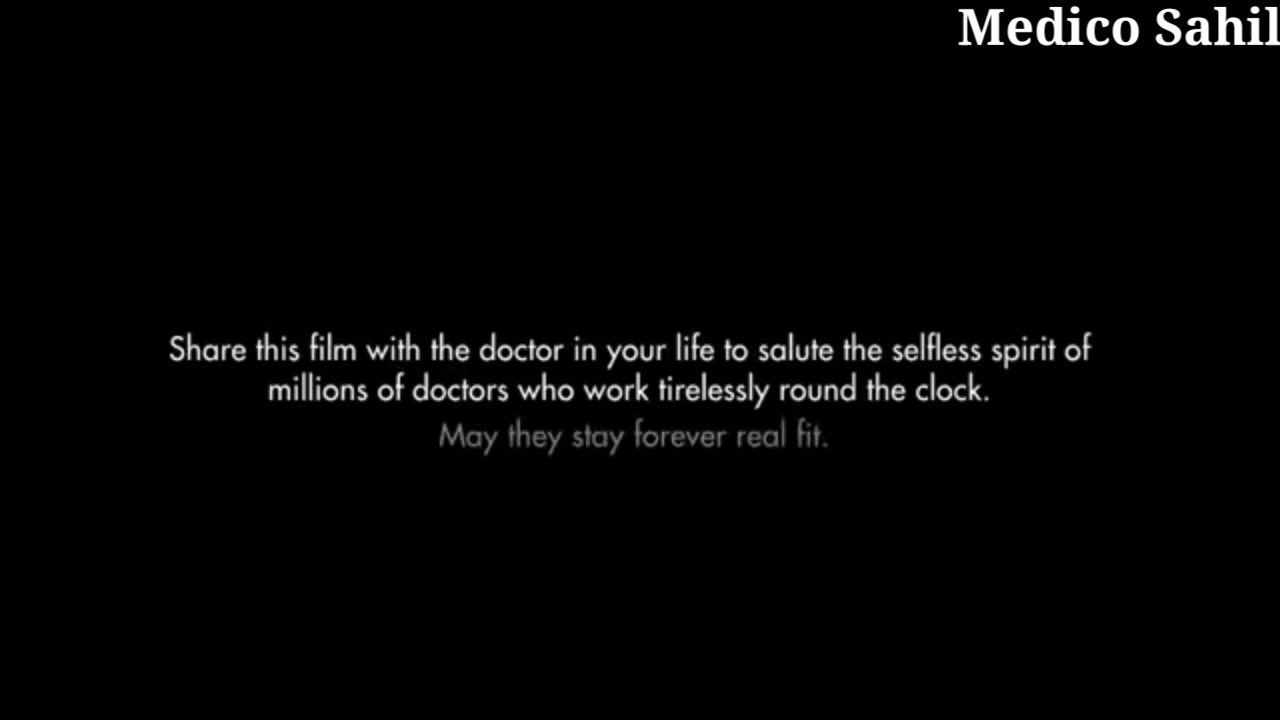 Medico Sahil
Share this film with the doctor in your life to salute the selfless spirit of
millions of doctors who work tirelessly round the clock.
May they stay forever real fit.